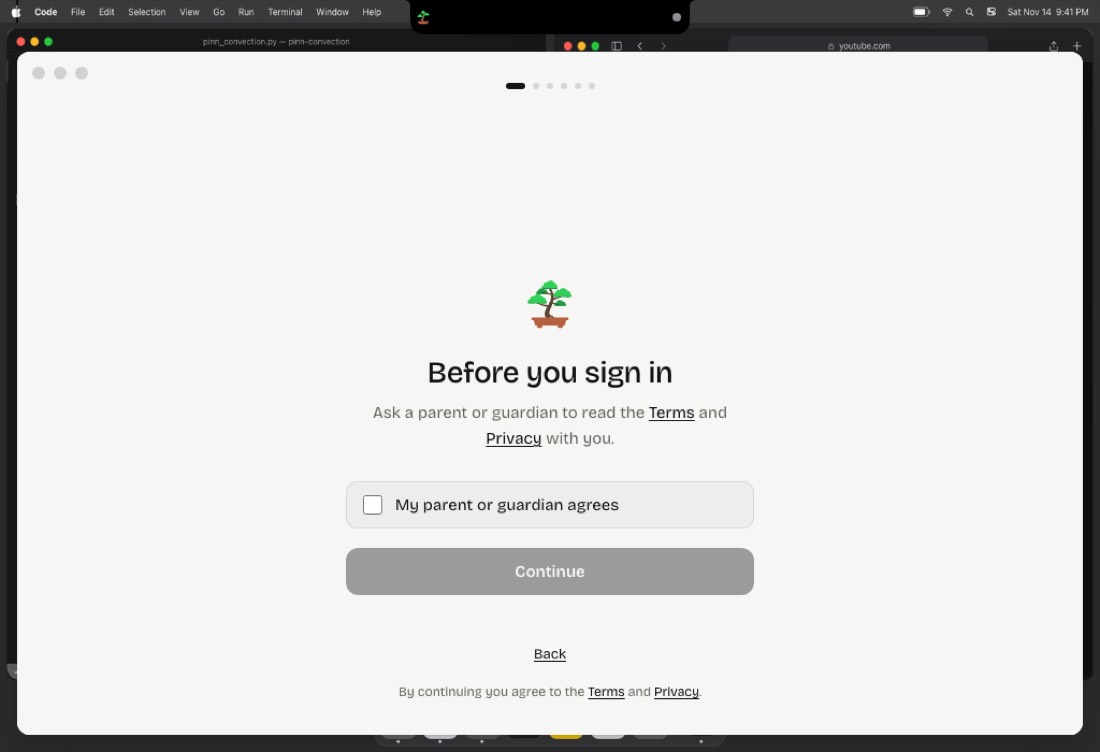 Code File Edit Selection View Go Run Terminal Window Help
Sat Nov 14 9:41 PM
pinn_convection.py — pinn-convection
youtube.com
Before you sign in
Ask a parent or guardian to read the Terms and
Privacy with you.
My parent or guardian agrees
Continue
Back
By continuing you agree to the Terms and Privacy.